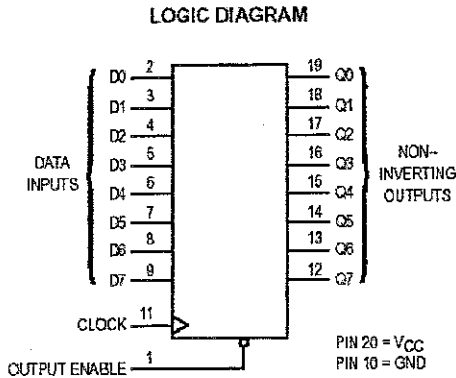 LOGIC DIAGRAM
D0 2 19 Q0
D1 3 18 Q1
D2 4 17 Q2
D3 5 16 Q3
D4 6 15 Q4
D5 7 14 Q5
D6 8 13 Q6
D7 9 12 Q7
DATA
INPUTS
NON-
INVERTING
OUTPUTS
CLOCK 11
OUTPUT ENABLE 1
PIN 20 = VCC
PIN 10 = GND